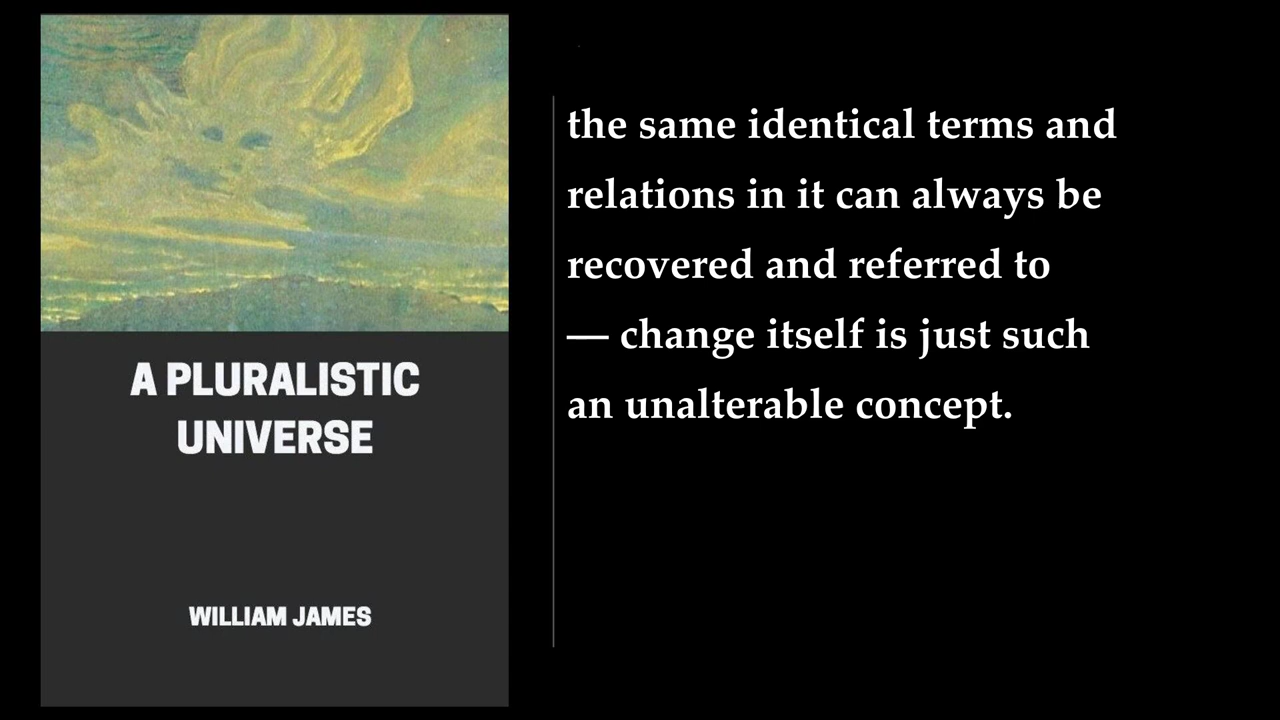 A PLURALISTIC
UNIVERSE
WILLIAM JAMES
the same identical terms and
relations in it can always be
recovered and referred to
— change itself is just such
an unalterable concept.